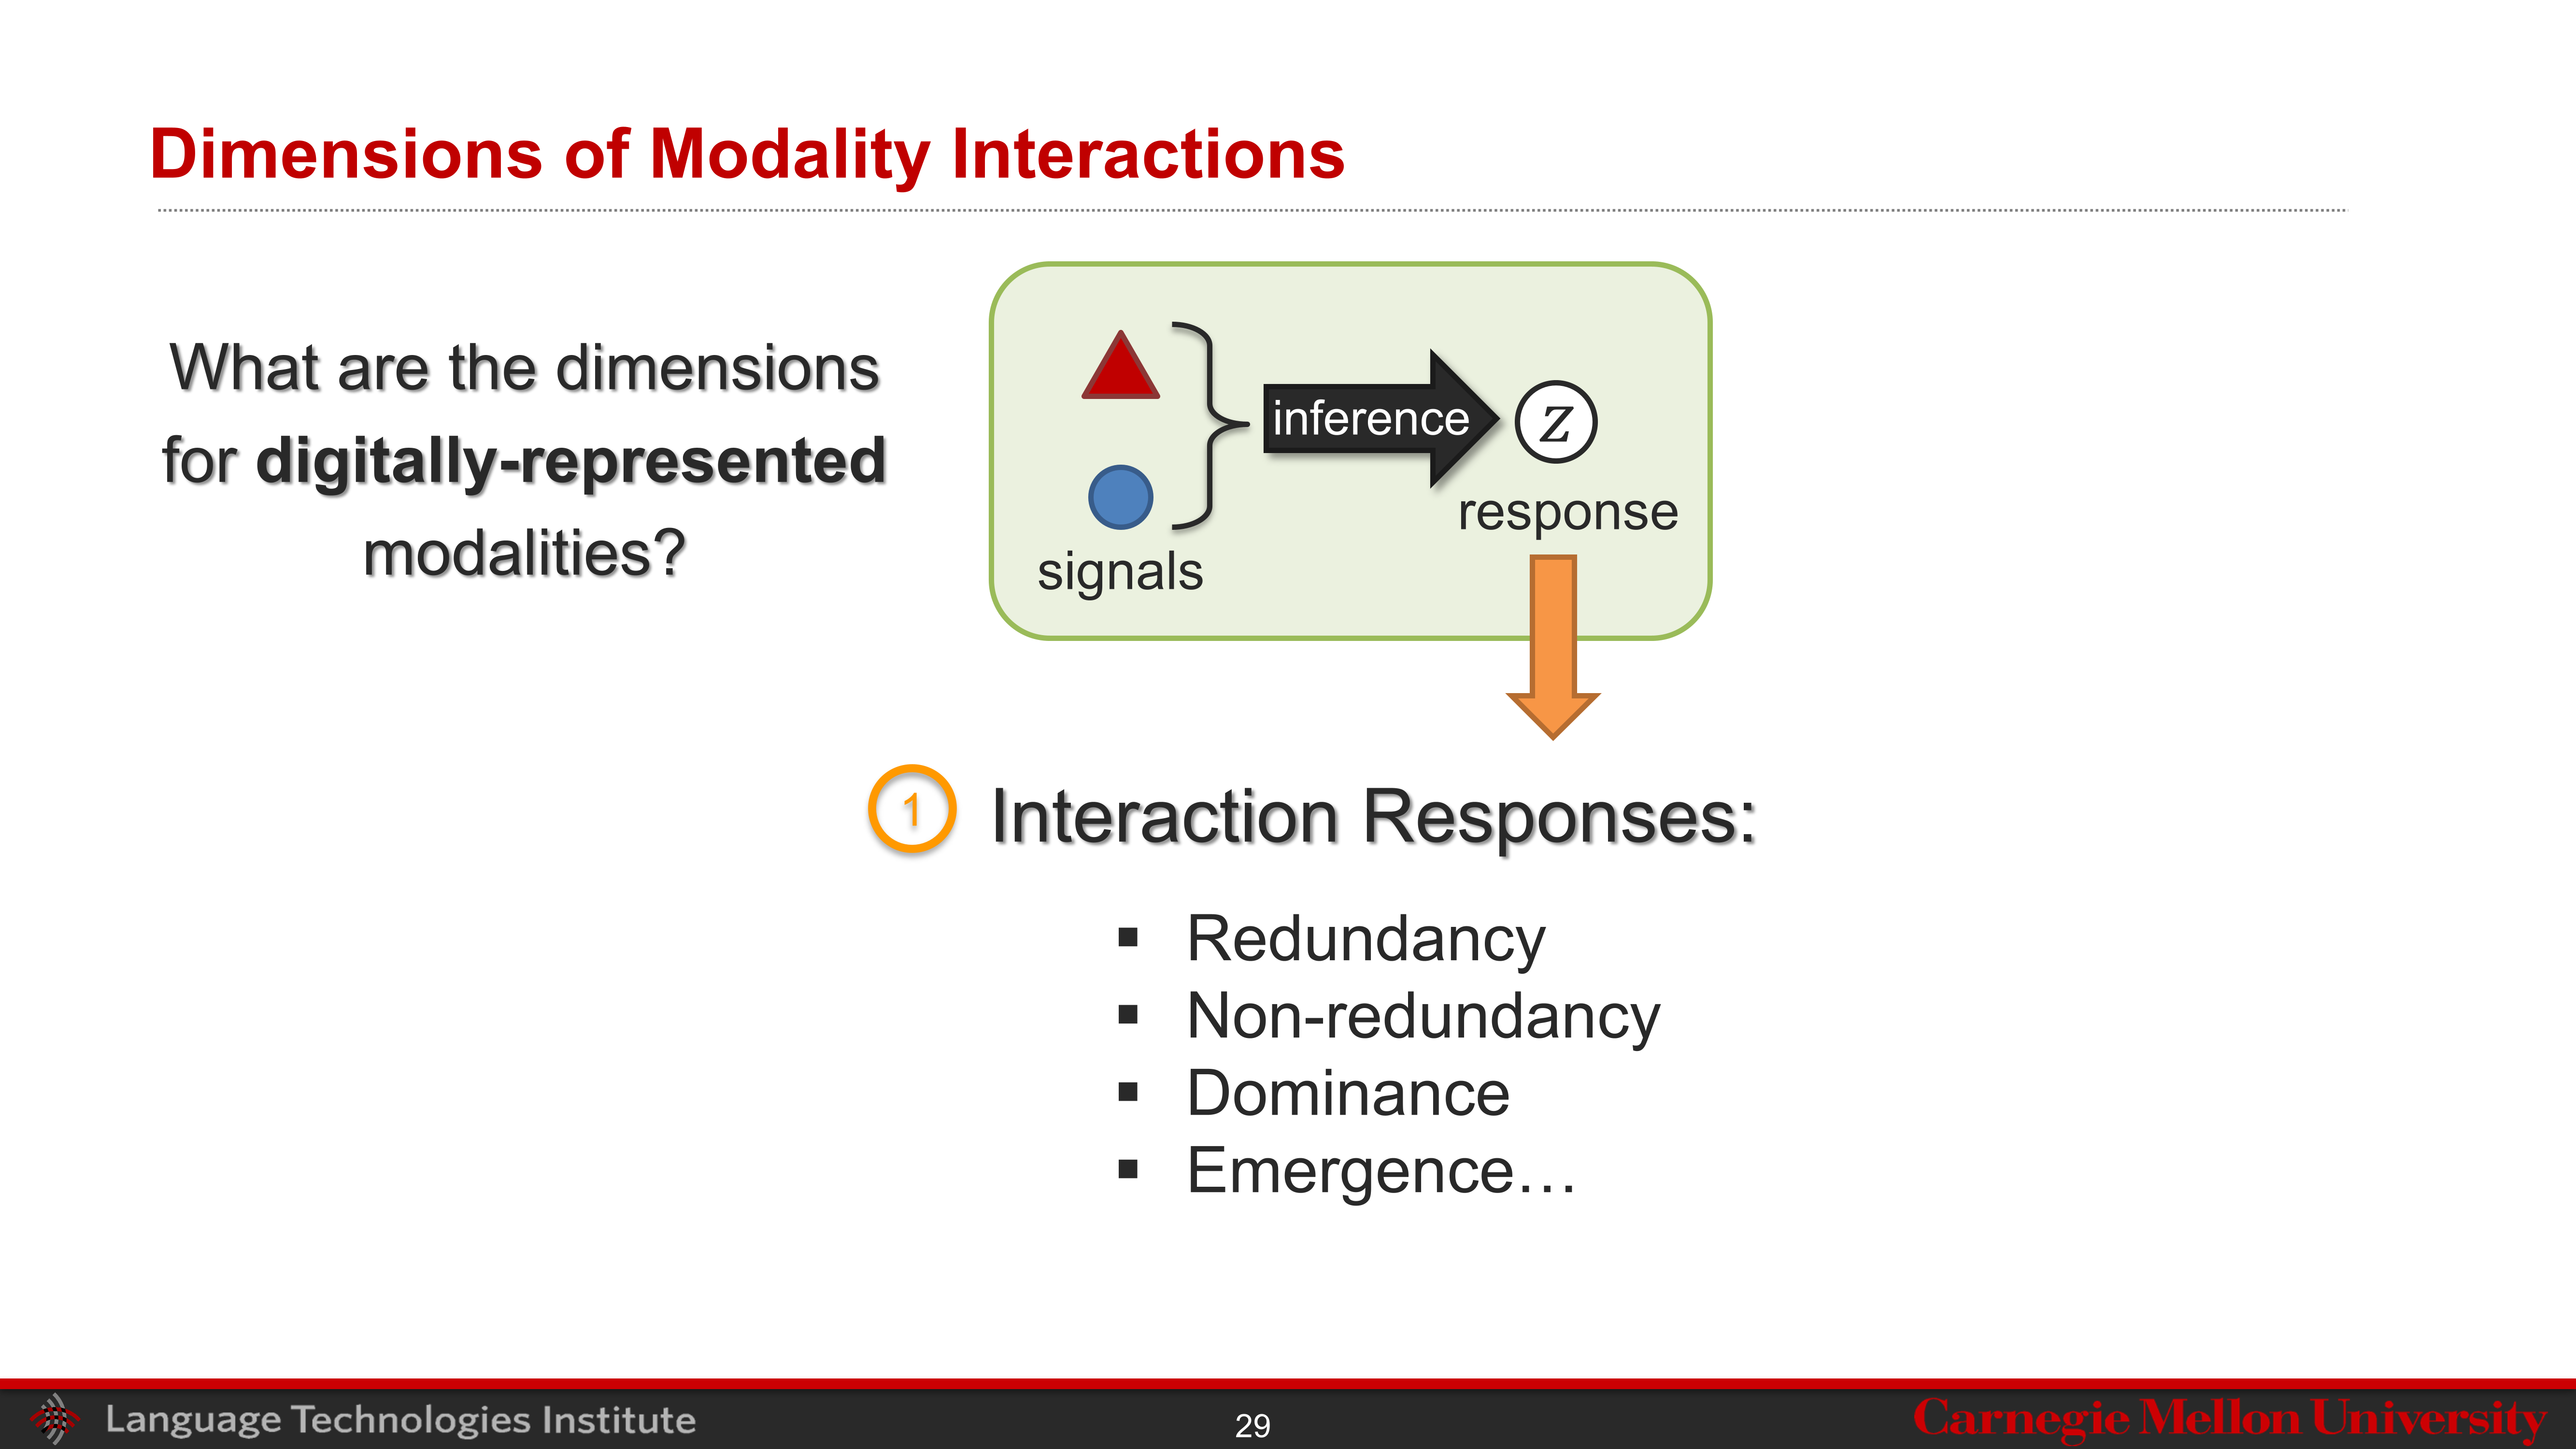 Dimensions of Modality Interactions
What are the dimensions
for digitally-represented
modalities?
inference
z
response
signals
1 Interaction Responses:
▪ Redundancy
▪ Non-redundancy
▪ Dominance
▪ Emergence…
Language Technologies Institute
29
Carnegie Mellon University